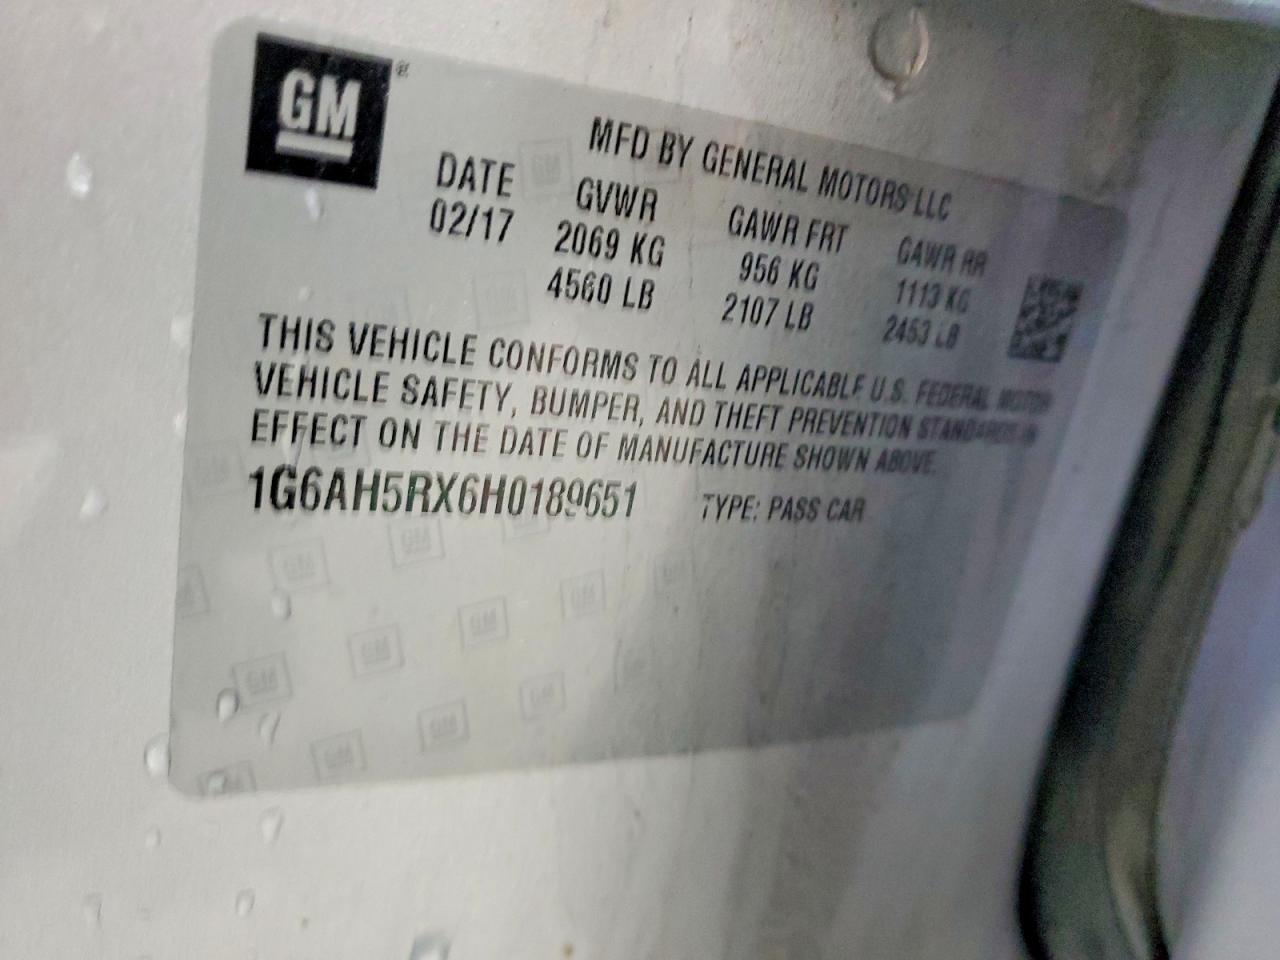 GM
MFD BY GENERAL MOTORS LLC
DATE GVWR GAWR FRT GAWR RR
02/17 2069 KG 956 KG 1113 KG
4560 LB 2107 LB 2453 LB
THIS VEHICLE CONFORMS TO ALL APPLICABLE U.S. FEDERAL MOTOR
VEHICLE SAFETY, BUMPER, AND THEFT PREVENTION STANDARDS IN
EFFECT ON THE DATE OF MANUFACTURE SHOWN ABOVE.
1G6AH5RX6H0189651 TYPE: PASS CAR